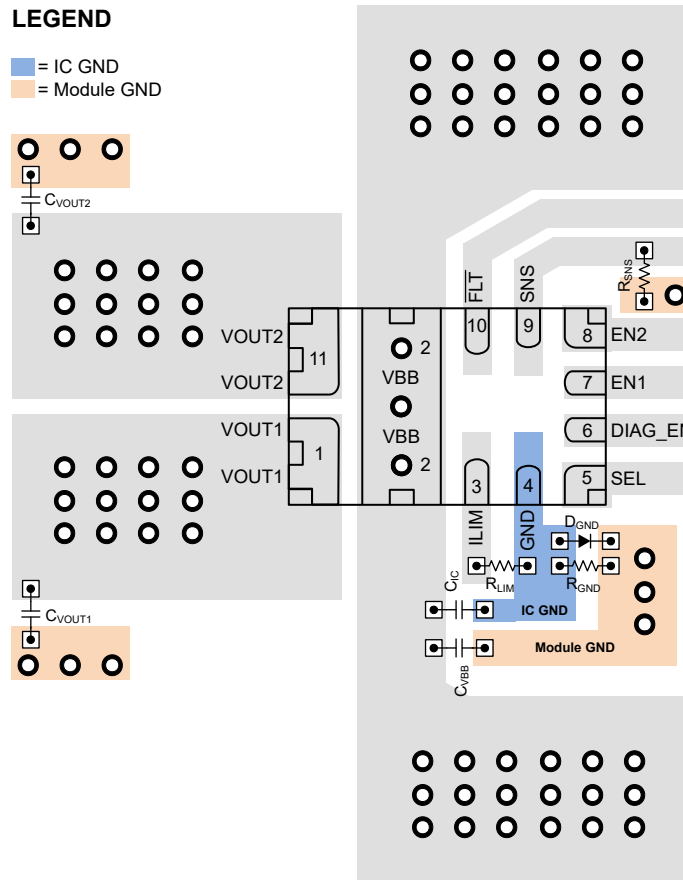 LEGEND
= IC GND
= Module GND
CVOUT2
RSNS
FLT
SNS
10
9
8
EN2
VOUT2
11
2
VBB
7
EN1
VOUT2
VOUT1
VBB
6
DIAG_EN
VOUT1
1
2
3
4
5
SEL
ILIM
GND
DGND
RLIM
RGND
CIC
IC GND
CVOUT1
CVBB
Module GND